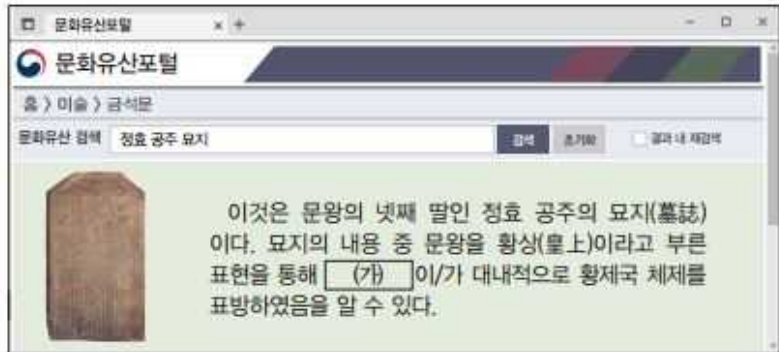 문화유산포털 × +
문화유산포털
홈 > 미술 > 금석문
문화유산 검색 정효 공주 묘지 검색 초기화 결과 내 재검색
이것은 문왕의 넷째 딸인 정효 공주의 묘지(墓誌)
이다. 묘지의 내용 중 문왕을 황상(皇上)이라고 부른
표현을 통해 (가) 이/가 대내적으로 황제국 체제를
표방하였음을 알 수 있다.